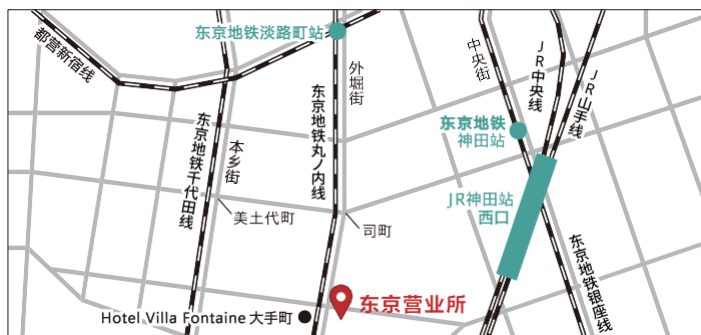 东京地铁淡路町站
都营新宿线
外堀街
中央街
JR中央线
JR山手线
东京地铁丸ノ内线
东京地铁
神田站
本乡街
东京地铁千代田线
JR神田站
西口
美土代町
司町
东京地铁银座线
东京营业所
Hotel Villa Fontaine 大手町